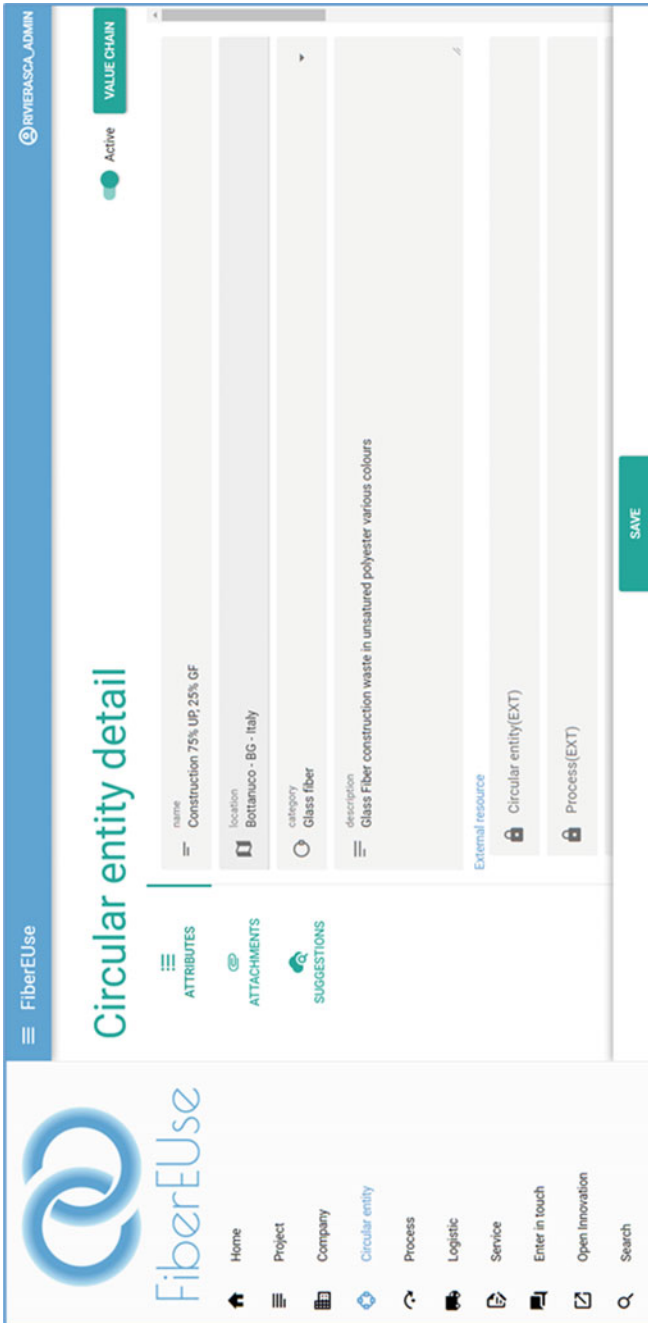 FiberEUse
Home
Project
Company
Circular entity
Process
Logistic
Service
Enter in touch
Open Innovation
Search
FiberEUse
RIVIERASCA_ADMIN
Circular entity detail
Active
VALUE CHAIN
ATTRIBUTES
ATTACHMENTS
SUGGESTIONS
name
Construction 75% UP, 25% GF
location
Bottanuco - BG - Italy
category
Glass fiber
description
Glass Fiber construction waste in unsatured polyester various colours
External resource
Circular entity(EXT)
Process(EXT)
SAVE